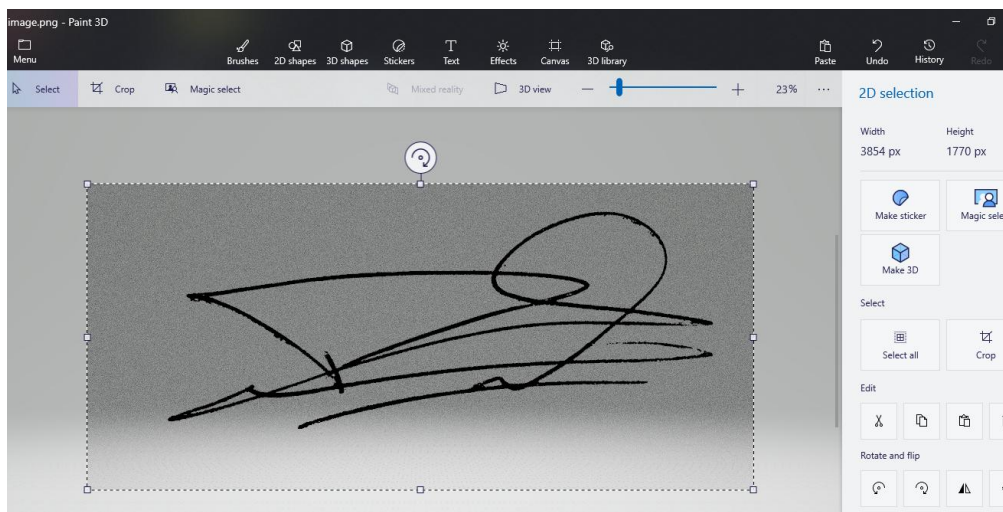 image.png - Paint 3D
Menu
Brushes
2D shapes
3D shapes
Stickers
Text
Effects
Canvas
3D library
Paste
Undo
History
Redo
Select
Crop
Magic select
Mixed reality
3D view
23%
2D selection
Width
Height
3854 px
1770 px
Make sticker
Magic sele
Make 3D
Select
Select all
Crop
Edit
Rotate and flip